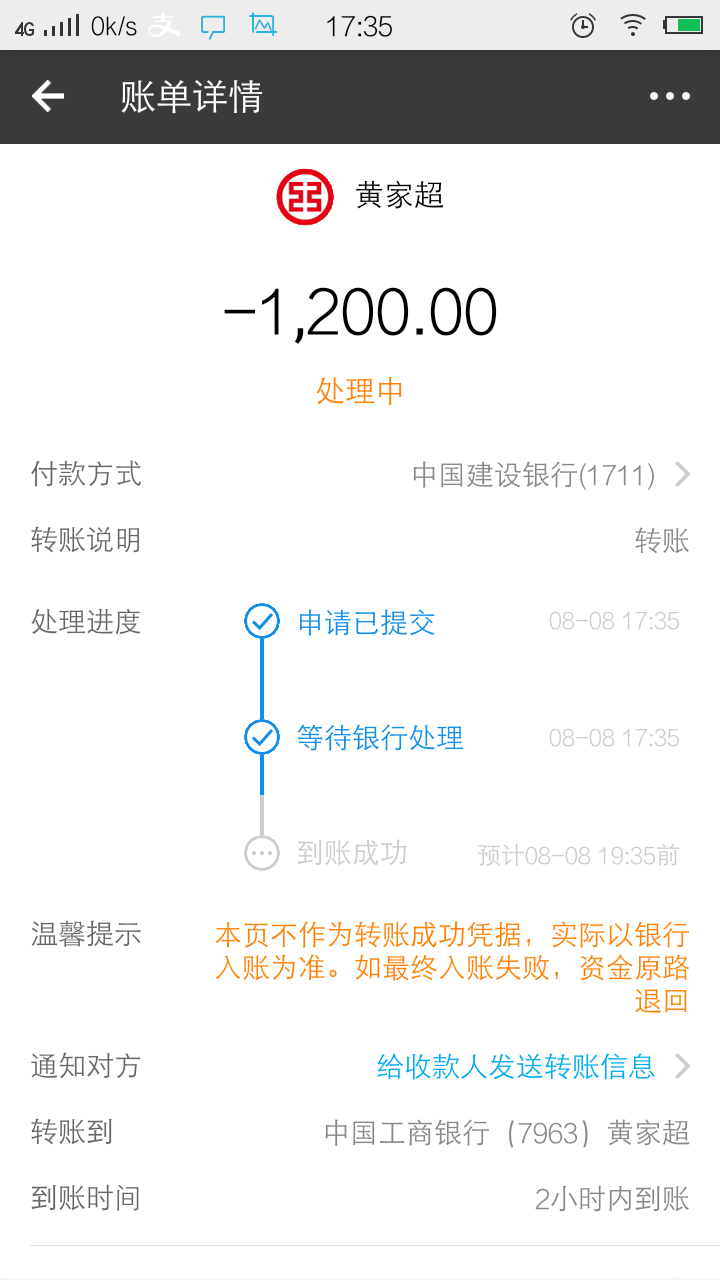 4G 0k/s 支 17:35
账单详情
黄家超
-1,200.00
处理中
付款方式 中国建设银行(1711)
转账说明 转账
处理进度 申请已提交 08-08 17:35
等待银行处理 08-08 17:35
到账成功 预计08-08 19:35前
温馨提示 本页不作为转账成功凭据，实际以银行
入账为准。如最终入账失败，资金原路
退回
通知对方 给收款人发送转账信息
转账到 中国工商银行（7963）黄家超
到账时间 2小时内到账